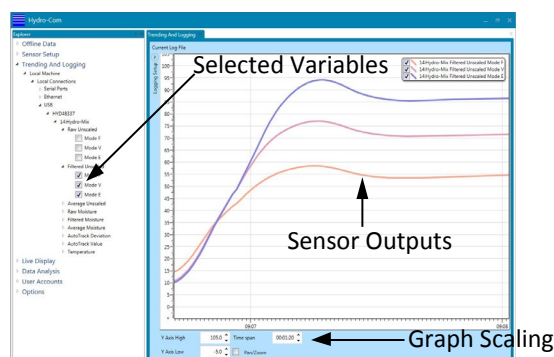 Hydro-Com
Explorer
Offline Data
Sensor Setup
Trending And Logging
Local Machine
Local Connections
Serial Ports
Ethernet
USB
HYD48337
14:Hydro-Mix
Raw Unscaled
Mode F
Mode V
Mode E
Filtered Unscaled
Mode V
Mode E
Average Unscaled
Raw Moisture
Filtered Moisture
Average Moisture
AutoTrack Deviation
AutoTrack Value
Temperature
Live Display
Data Analysis
User Accounts
Options
Trending And Logging
Current Log File
Logging Setup
Selected Variables
14:Hydro-Mix Filtered Unscaled Mode F
14:Hydro-Mix Filtered Unscaled Mode V
14:Hydro-Mix Filtered Unscaled Mode E
105
100
95
90
85
80
75
70
65
60
55
50
45
40
35
30
25
20
15
10
5
0
Sensor Outputs
09:07
09:08
Y Axis High 105.0 Time span 00:01:20
Graph Scaling
Y Axis Low -5.0 Pan/Zoom